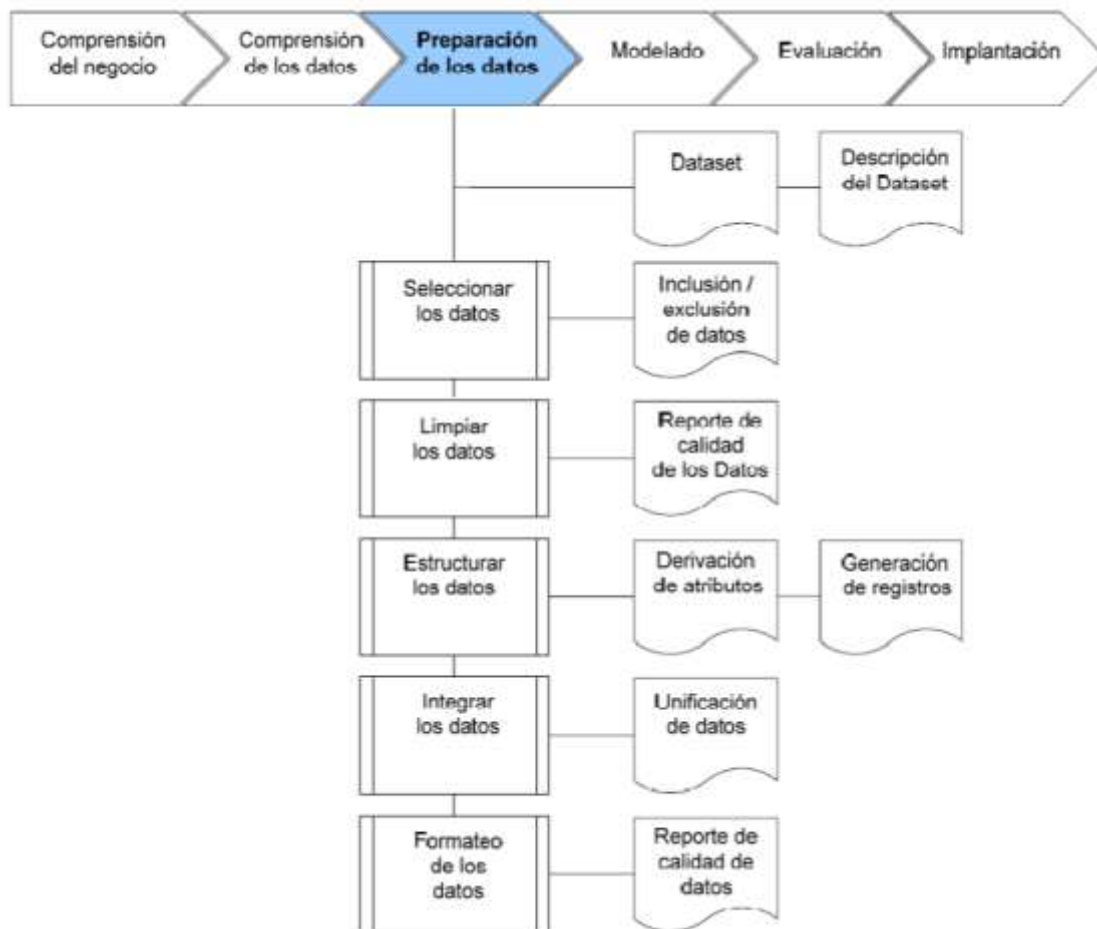 Comprensión
del negocio
Comprensión
de los datos
Preparación
de los datos
Modelado
Evaluación
Implantación
Dataset
Descripción
del Dataset
Seleccionar
los datos
Inclusión /
exclusión
de datos
Limpiar
los datos
Reporte de
calidad
de los Datos
Estructurar
los datos
Derivación
de atributos
Generación
de registros
Integrar
los datos
Unificación
de datos
Formateo
de los
datos
Reporte de
calidad de
datos